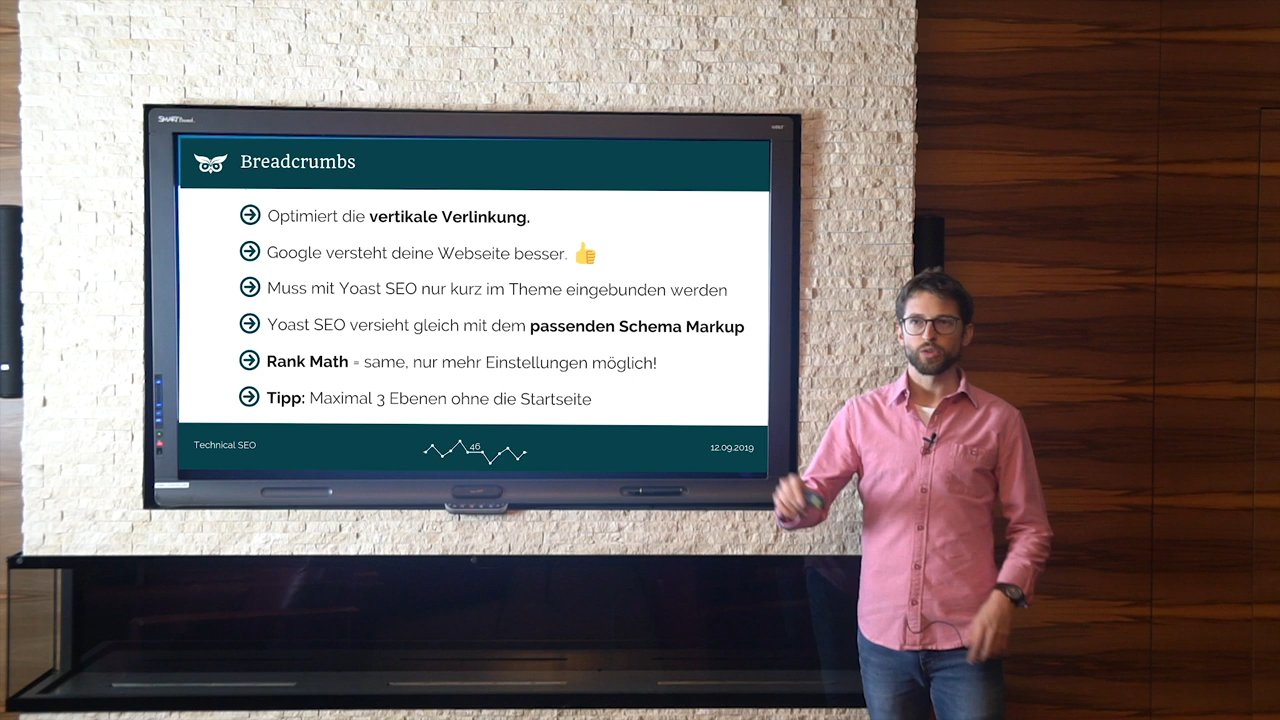 SMART Board
Breadcrumbs
Optimiert die vertikale Verlinkung.
Google versteht deine Webseite besser. 👍
Muss mit Yoast SEO nur kurz im Theme eingebunden werden
Yoast SEO versieht gleich mit dem passenden Schema Markup
Rank Math = same, nur mehr Einstellungen möglich!
Tipp: Maximal 3 Ebenen ohne die Startseite
Technical SEO
46
12.09.2019